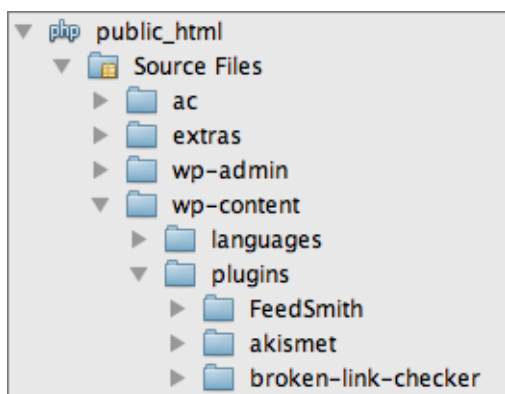 php public_html
Source Files
ac
extras
wp-admin
wp-content
languages
plugins
FeedSmith
akismet
broken-link-checker